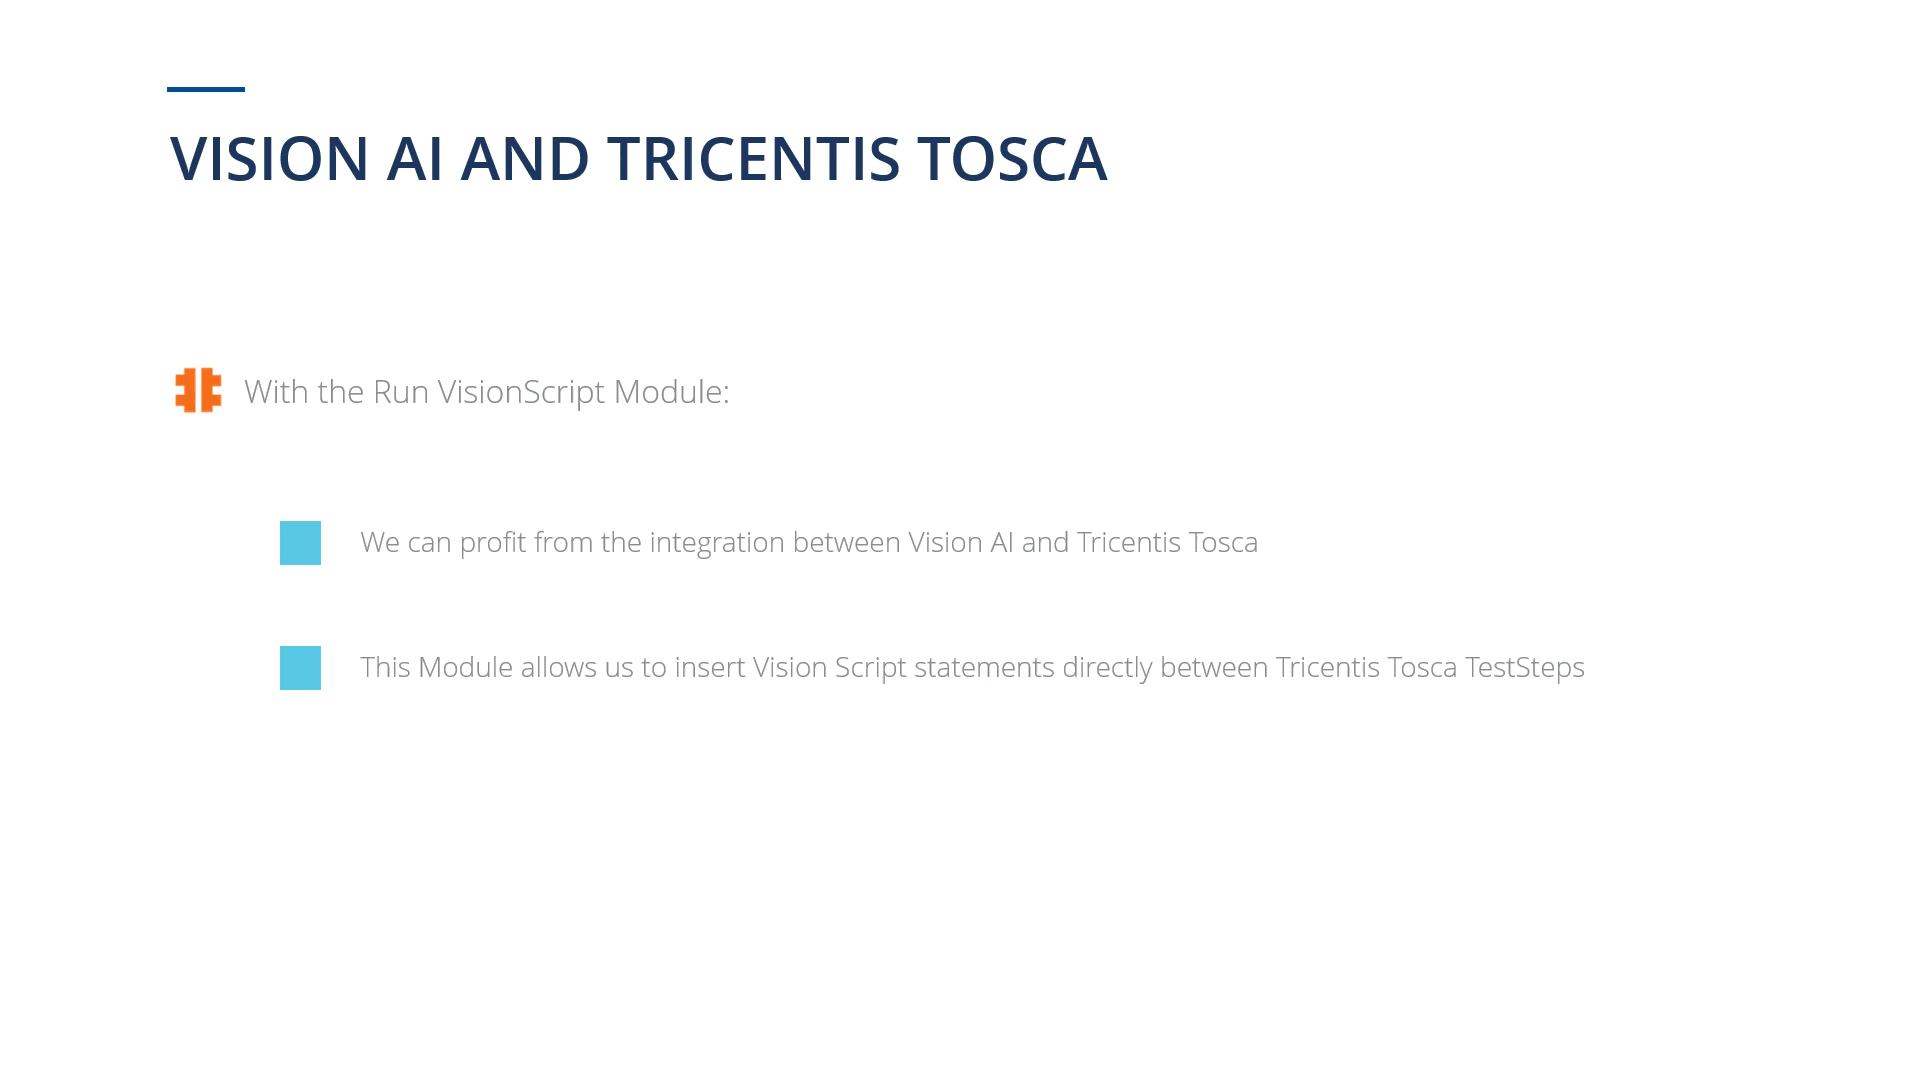 VISION AI AND TRICENTIS TOSCA
With the Run VisionScript Module:
We can profit from the integration between Vision AI and Tricentis Tosca
This Module allows us to insert Vision Script statements directly between Tricentis Tosca TestSteps